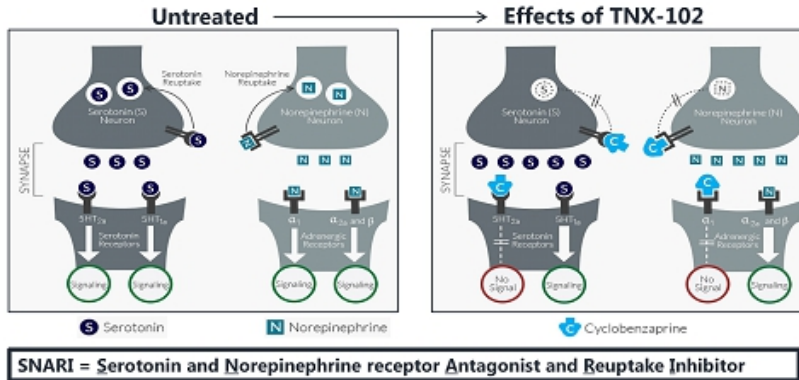 Untreated
Effects of TNX-102
S
S
Serotonin
Reuptake
Serotonin (S)
Neuron
S
Norepinephrine
Reuptake
N
N
Norepinephrine (N)
Neuron
N
SYNAPSE
S S S
N N N
S
S
N
N
5HT2a
5HT1a
Serotonin
Receptors
α1
α2a and β
Adrenergic
Receptors
Signaling
Signaling
Signaling
Signaling
S
Serotonin (S)
Neuron
C
N
Norepinephrine (N)
Neuron
C
SYNAPSE
S S S S S
N N N N N
C
S
C
N
5HT2a
5HT1a
Serotonin
Receptors
α1
α2a and β
Adrenergic
Receptors
No
Signal
Signaling
No
Signal
Signaling
S Serotonin
N Norepinephrine
C Cyclobenzaprine
SNARI = Serotonin and Norepinephrine receptor Antagonist and Reuptake Inhibitor